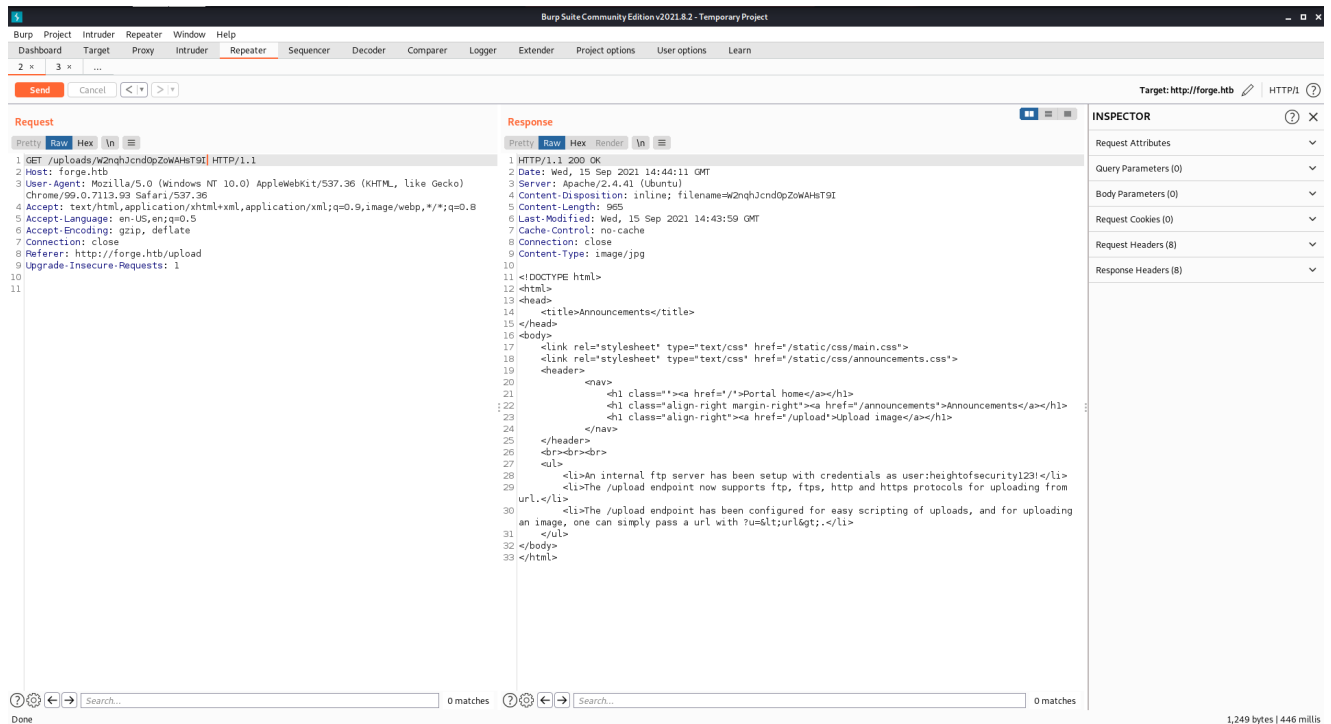 Burp Suite Community Edition v2021.8.2 - Temporary Project
Burp Project Intruder Repeater Window Help
Dashboard Target Proxy Intruder Repeater Sequencer Decoder Comparer Logger Extender Project options User options Learn
2 × 3 × ...
Send Cancel < > Target: http://forge.htb HTTP/1 ?
Request
Pretty Raw Hex \n
1 GET /uploads/W2nqhJcndOpZoWAHsT9I HTTP/1.1
2 Host: forge.htb
3 User-Agent: Mozilla/5.0 (Windows NT 10.0) AppleWebKit/537.36 (KHTML, like Gecko)
Chrome/99.0.7113.93 Safari/537.36
4 Accept: text/html,application/xhtml+xml,application/xml;q=0.9,image/webp,*/*;q=0.8
5 Accept-Language: en-US,en;q=0.5
6 Accept-Encoding: gzip, deflate
7 Connection: close
8 Referer: http://forge.htb/upload
9 Upgrade-Insecure-Requests: 1
10
11
Response
Pretty Raw Hex Render \n
1 HTTP/1.1 200 OK
2 Date: Wed, 15 Sep 2021 14:44:11 GMT
3 Server: Apache/2.4.41 (Ubuntu)
4 Content-Disposition: inline; filename=W2nqhJcndOpZoWAHsT9I
5 Content-Length: 965
6 Last-Modified: Wed, 15 Sep 2021 14:43:59 GMT
7 Cache-Control: no-cache
8 Connection: close
9 Content-Type: image/jpg
10
11 <!DOCTYPE html>
12 <html>
13 <head>
14 <title>Announcements</title>
15 </head>
16 <body>
17 <link rel="stylesheet" type="text/css" href="/static/css/main.css">
18 <link rel="stylesheet" type="text/css" href="/static/css/announcements.css">
19 <header>
20 <nav>
21 <h1 class=""><a href="/">Portal home</a></h1>
22 <h1 class="align-right margin-right"><a href="/announcements">Announcements</a></h1>
23 <h1 class="align-right"><a href="/upload">Upload image</a></h1>
24 </nav>
25 </header>
26 <br><br><br>
27 <ul>
28 <li>An internal ftp server has been setup with credentials as user:heightofsecurity123!</li>
29 <li>The /upload endpoint now supports ftp, ftps, http and https protocols for uploading from
url.</li>
30 <li>The /upload endpoint has been configured for easy scripting of uploads, and for uploading
an image, one can simply pass a url with ?u=&lt;url&gt;.</li>
31 </ul>
32 </body>
33 </html>
INSPECTOR
Request Attributes
Query Parameters (0)
Body Parameters (0)
Request Cookies (0)
Request Headers (8)
Response Headers (8)
? Search... 0 matches
? Search... 0 matches
Done 1,249 bytes | 446 millis